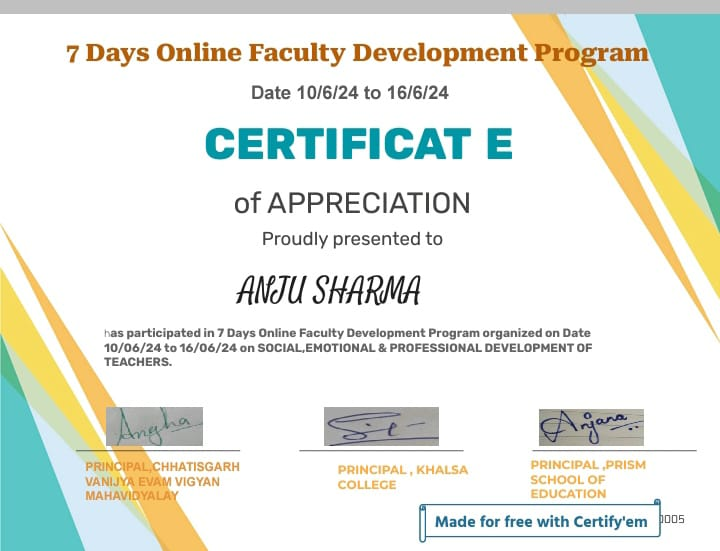 7 Days Online Faculty Development Program
Date 10/6/24 to 16/6/24
CERTIFICAT E
of APPRECIATION
Proudly presented to
ANJU SHARMA
has participated in 7 Days Online Faculty Development Program organized on Date
10/06/24 to 16/06/24 on SOCIAL,EMOTIONAL & PROFESSIONAL DEVELOPMENT OF
TEACHERS.
Angha
Anjana
PRINCIPAL,CHHATISGARH
VANIJYA EVAM VIGYAN
MAHAVIDYALAY
PRINCIPAL , KHALSA
COLLEGE
PRINCIPAL ,PRISM
SCHOOL OF
EDUCATION
Made for free with Certify'em
0005